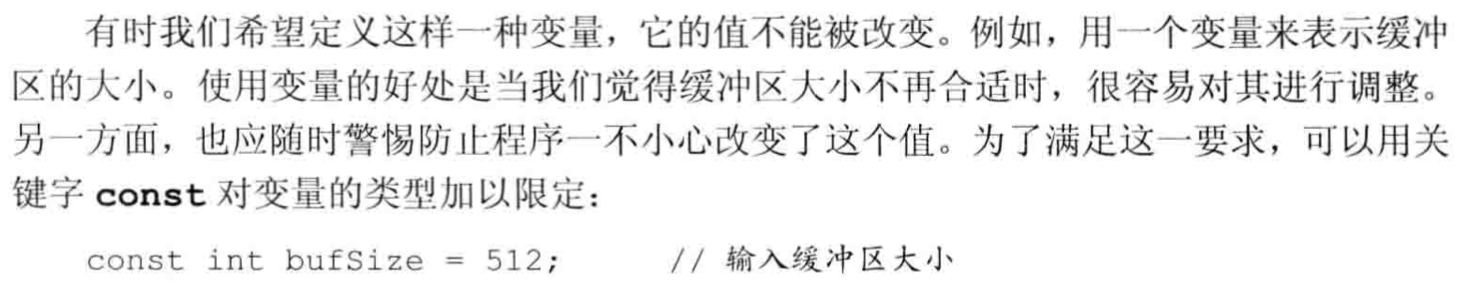 有时我们希望定义这样一种变量，它的值不能被改变。例如，用一个变量来表示缓冲
区的大小。使用变量的好处是当我们觉得缓冲区大小不再合适时，很容易对其进行调整。
另一方面，也应随时警惕防止程序一不小心改变了这个值。为了满足这一要求，可以用关
键字 const 对变量的类型加以限定：
const int bufSize = 512; // 输入缓冲区大小